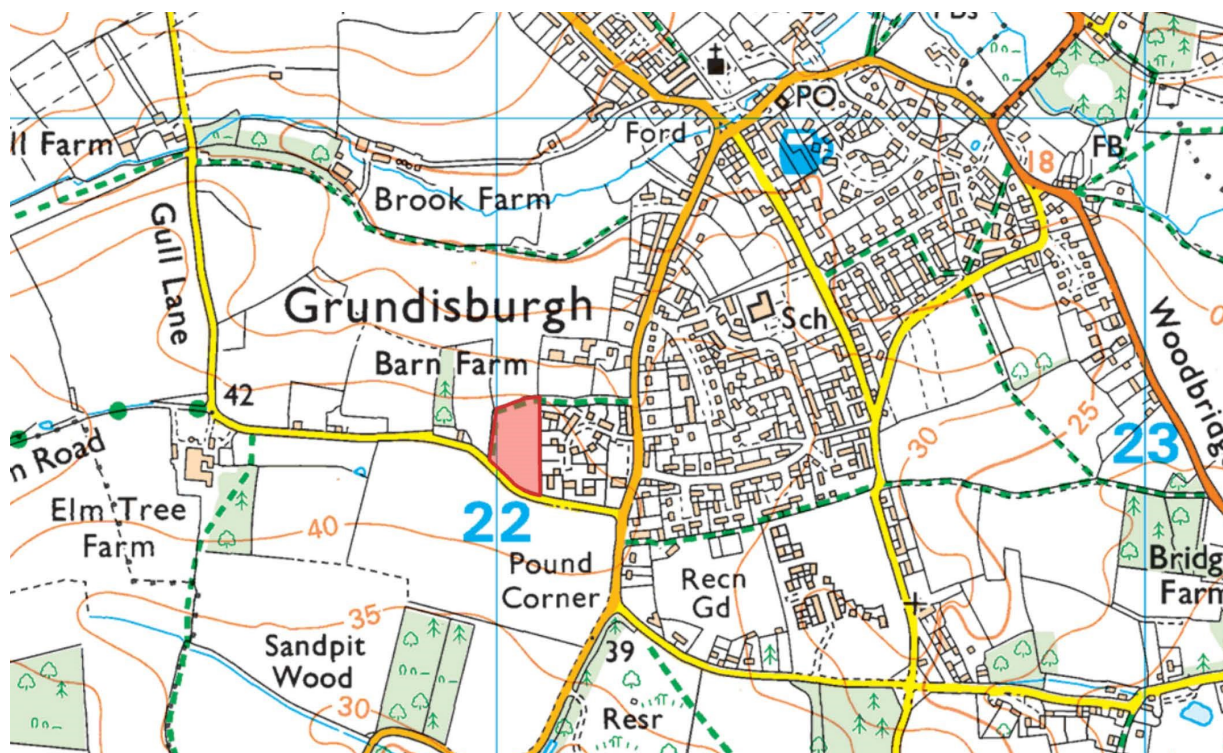 PO
Ford
ll Farm
FB
18
Brook Farm
Gull Lane
Grundisburgh
Sch
Woodbridg
Barn Farm
42
25
30
23
n Road
22
Elm Tree
Farm
40
Pound
Corner
Recn
Gd
Bridg
Farm
35
Sandpit
Wood
39
30
Resr